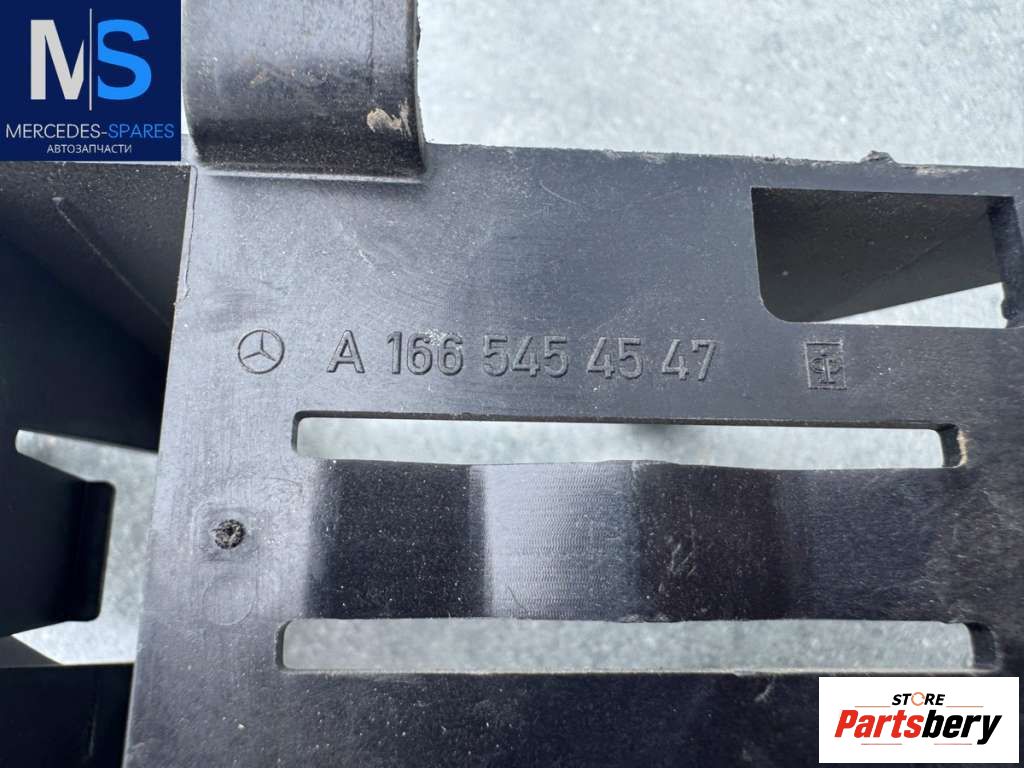 MS
MERCEDES-SPARES
АВТОЗАПЧАСТИ
A 166 545 45 47
STORE
Partsbery